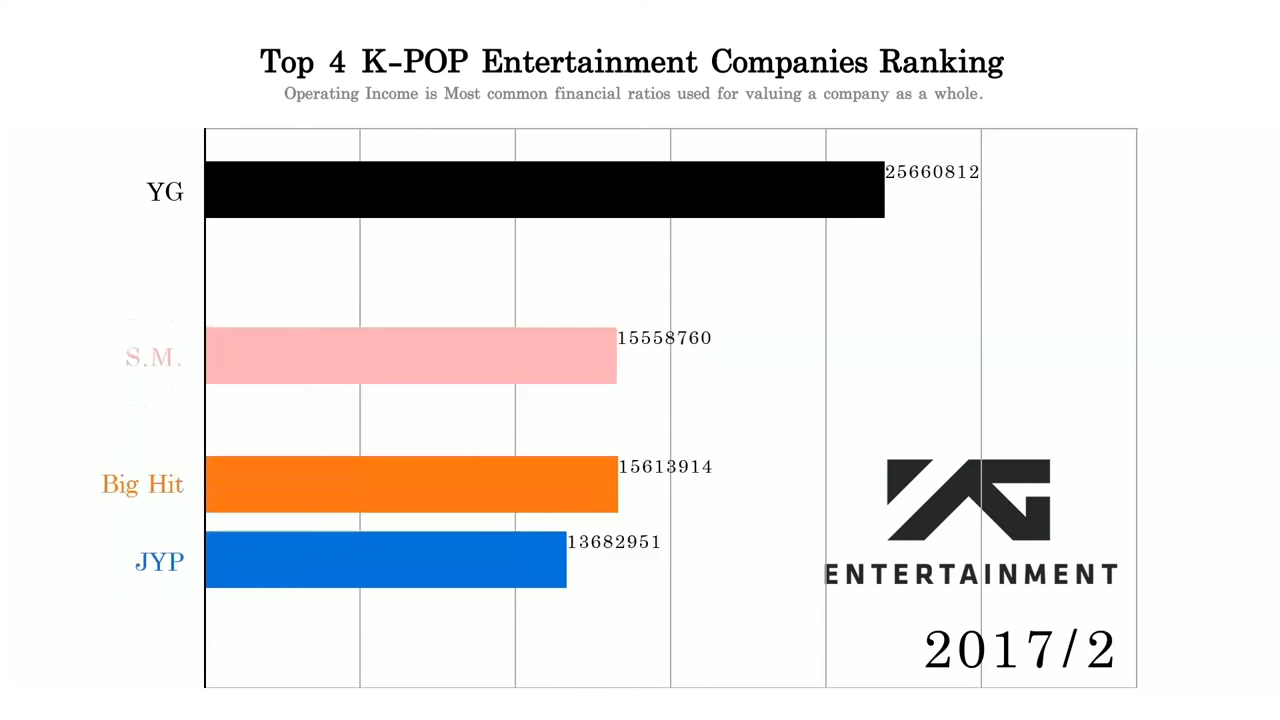 Top 4 K-POP Entertainment Companies Ranking
Operating Income is Most common financial ratios used for valuing a company as a whole.
YG 25660812
S.M. 15558760
Big Hit 15613914
JYP 13682951
YG
ENTERTAINMENT
2017/2